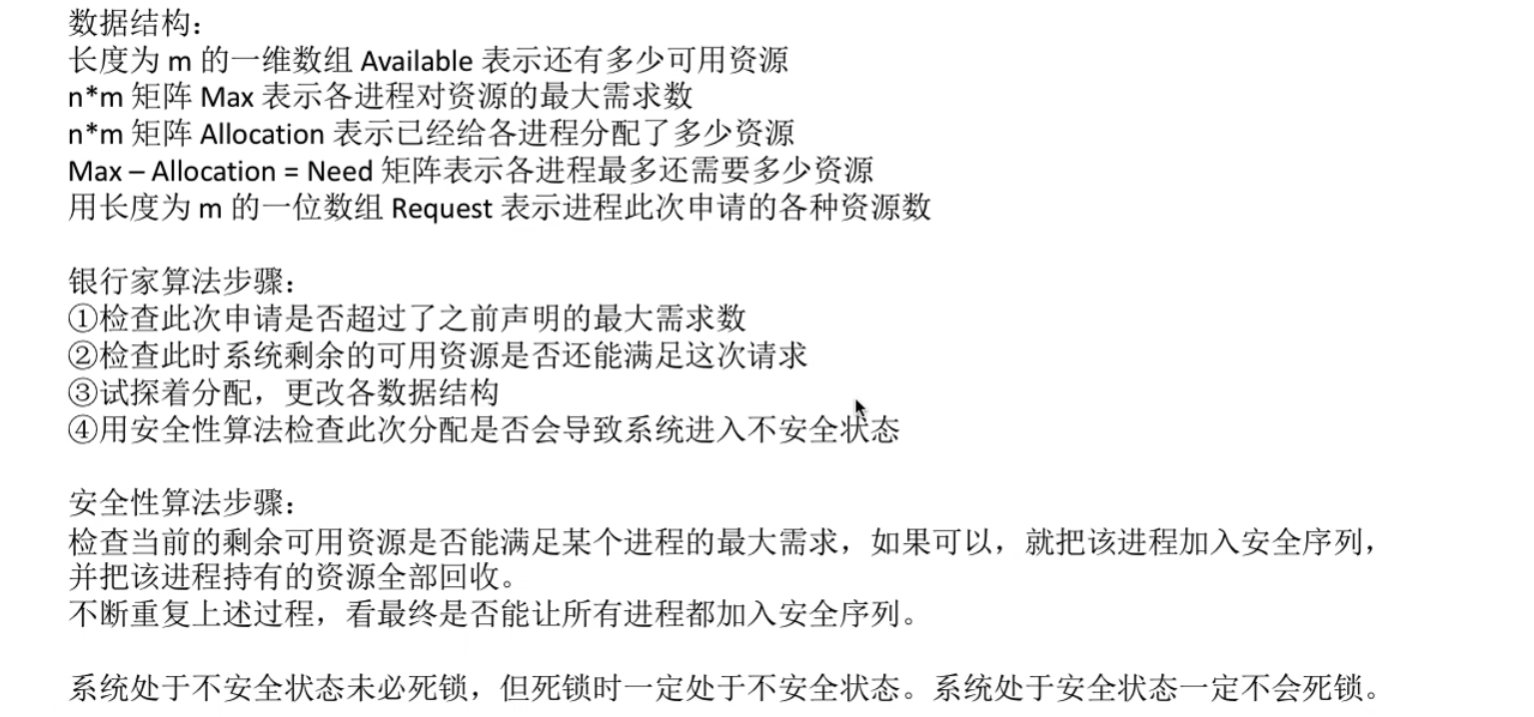 数据结构：
长度为 m 的一维数组 Available 表示还有多少可用资源
n*m 矩阵 Max 表示各进程对资源的最大需求数
n*m 矩阵 Allocation 表示已经给各进程分配了多少资源
Max – Allocation = Need 矩阵表示各进程最多还需要多少资源
用长度为 m 的一位数组 Request 表示进程此次申请的各种资源数
银行家算法步骤：
①检查此次申请是否超过了之前声明的最大需求数
②检查此时系统剩余的可用资源是否还能满足这次请求
③试探着分配，更改各数据结构
④用安全性算法检查此次分配是否会导致系统进入不安全状态
安全性算法步骤：
检查当前的剩余可用资源是否能满足某个进程的最大需求，如果可以，就把该进程加入安全序列，
并把该进程持有的资源全部回收。
不断重复上述过程，看最终是否能让所有进程都加入安全序列。
系统处于不安全状态未必死锁，但死锁时一定处于不安全状态。系统处于安全状态一定不会死锁。